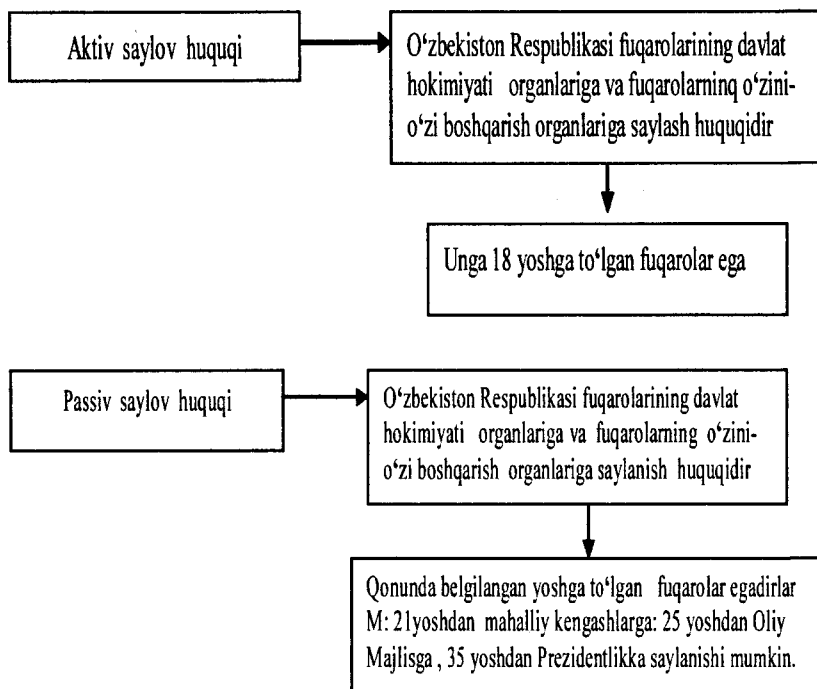 Aktiv saylov huquqi
O‘zbekiston Respublikasi fuqarolarining davlat
hokimiyati organlariga va fuqarolarninq o‘zini-
o‘zi boshqarish organlariga saylash huquqidir
Unga 18 yoshga to‘lgan fuqarolar ega
Passiv saylov huquqi
O‘zbekiston Respublikasi fuqarolarining davlat
hokimiyati organlariga va fuqarolarning o‘zini-
o‘zi boshqarish organlariga saylanish huquqidir
Qonunda belgilangan yoshga to‘lgan fuqarolar egadirlar
M: 21yoshdan mahalliy kengashlarga: 25 yoshdan Oliy
Majlisga , 35 yoshdan Prezidentlikka saylanishi mumkin.